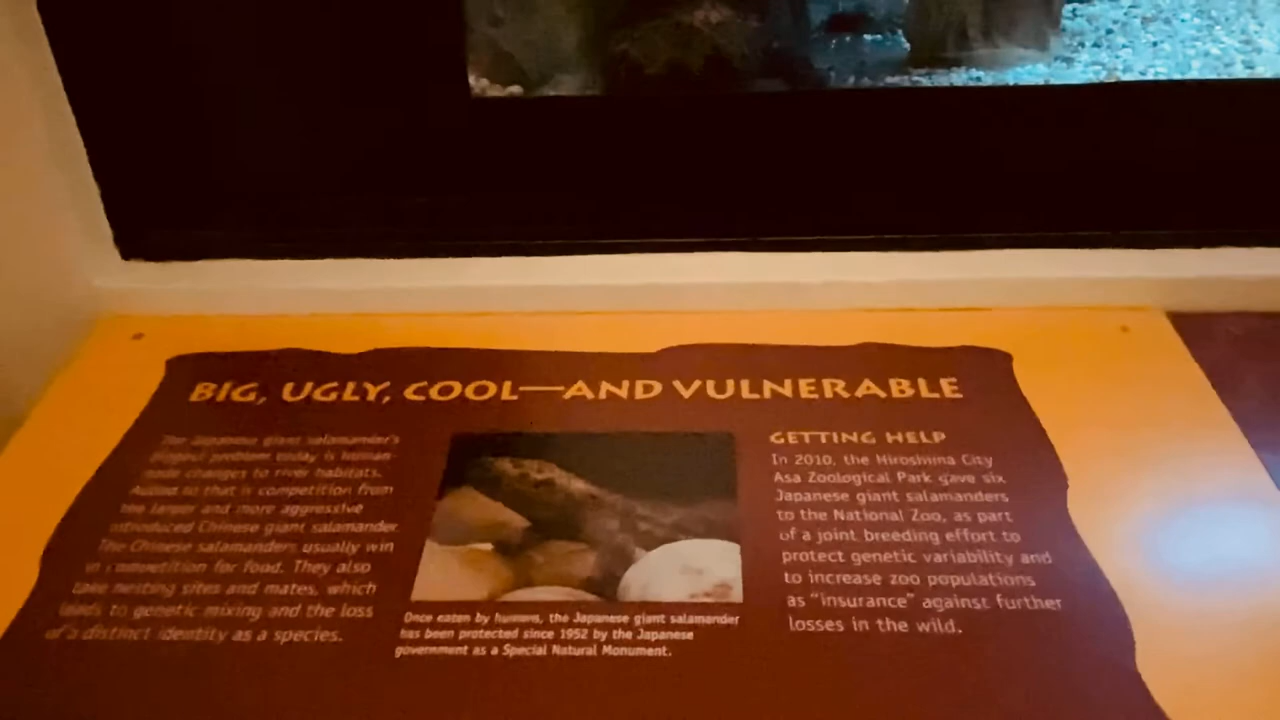 BIG, UGLY, COOL—AND VULNERABLE
The Japanese giant salamander's
biggest problem today is human
made changes to river habitats.
Added to that is competition from
the larger and more aggressive
introduced Chinese giant salamander.
The Chinese salamanders usually win
in competition for food. They also
take nesting sites and mates, which
leads to genetic mixing and the loss
of a distinct identity as a species.
Once eaten by humans, the Japanese giant salamander
has been protected since 1952 by the Japanese
government as a Special Natural Monument.
GETTING HELP
In 2010, the Hiroshima City
Asa Zoological Park gave six
Japanese giant salamanders
to the National Zoo, as part
of a joint breeding effort to
protect genetic variability and
to increase zoo populations
as “insurance” against further
losses in the wild.